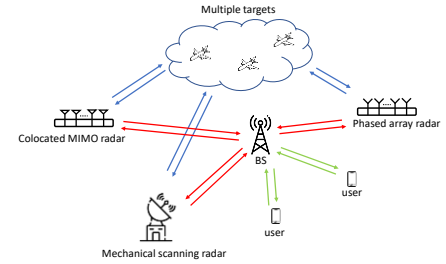 Multiple targets
Colocated MIMO radar
Phased array radar
BS
user
user
Mechanical scanning radar